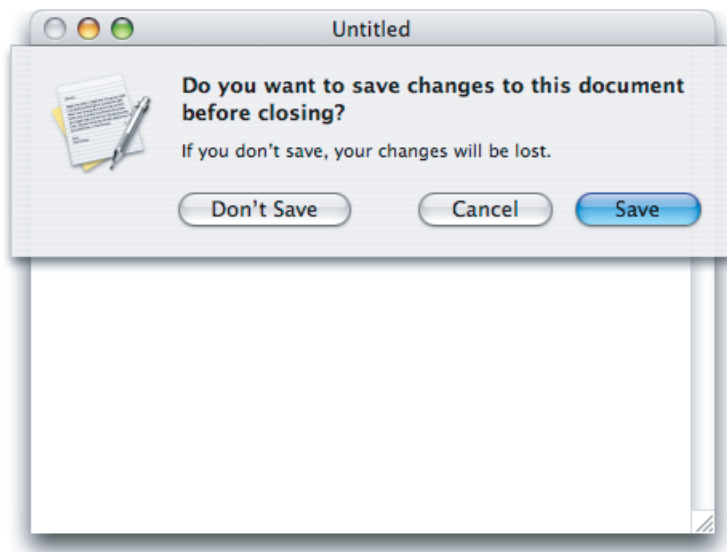 Untitled
Do you want to save changes to this document
before closing?
If you don't save, your changes will be lost.
Don't Save
Cancel
Save